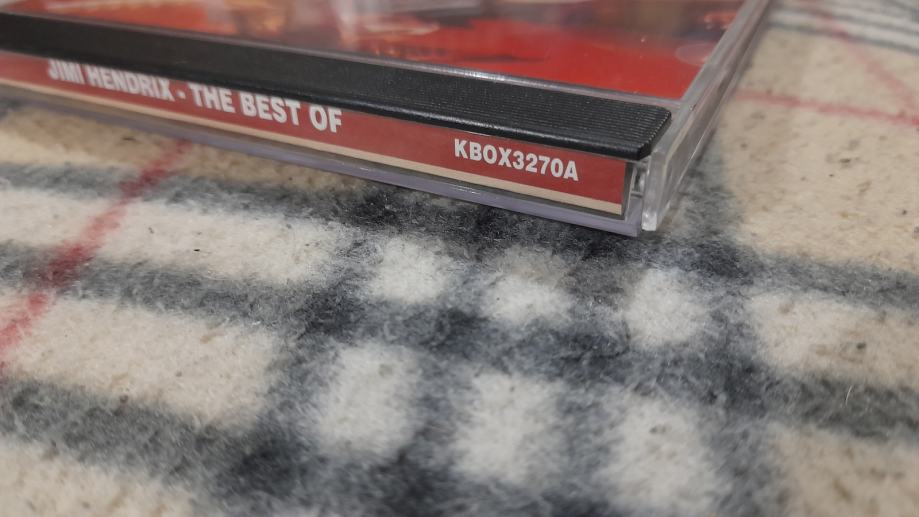 JIMI HENDRIX · THE BEST OF
KBOX3270A